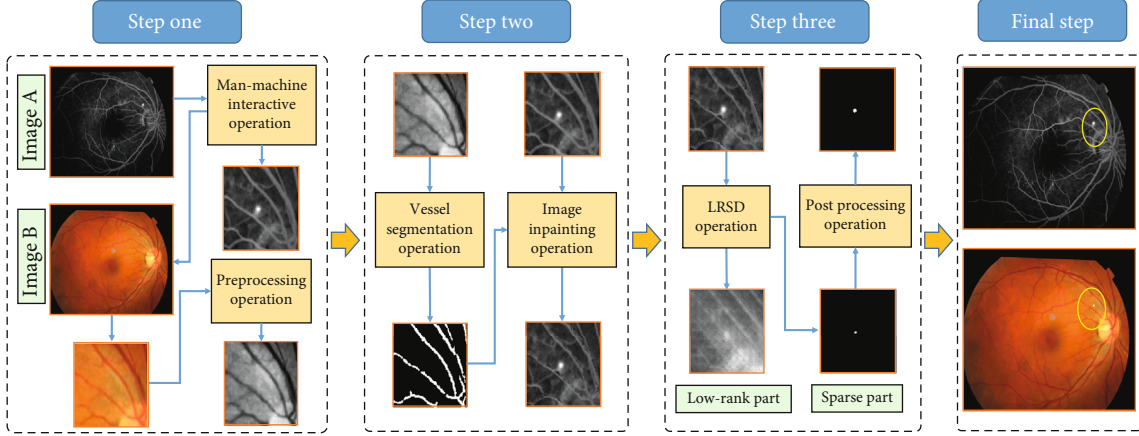 Step one
Step two
Step three
Final step
Image A
Man-machine
interactive
operation
Image B
Preprocessing
operation
Vessel
segmentation
operation
Image
inpainting
operation
LRSD
operation
Post processing
operation
Low-rank part
Sparse part